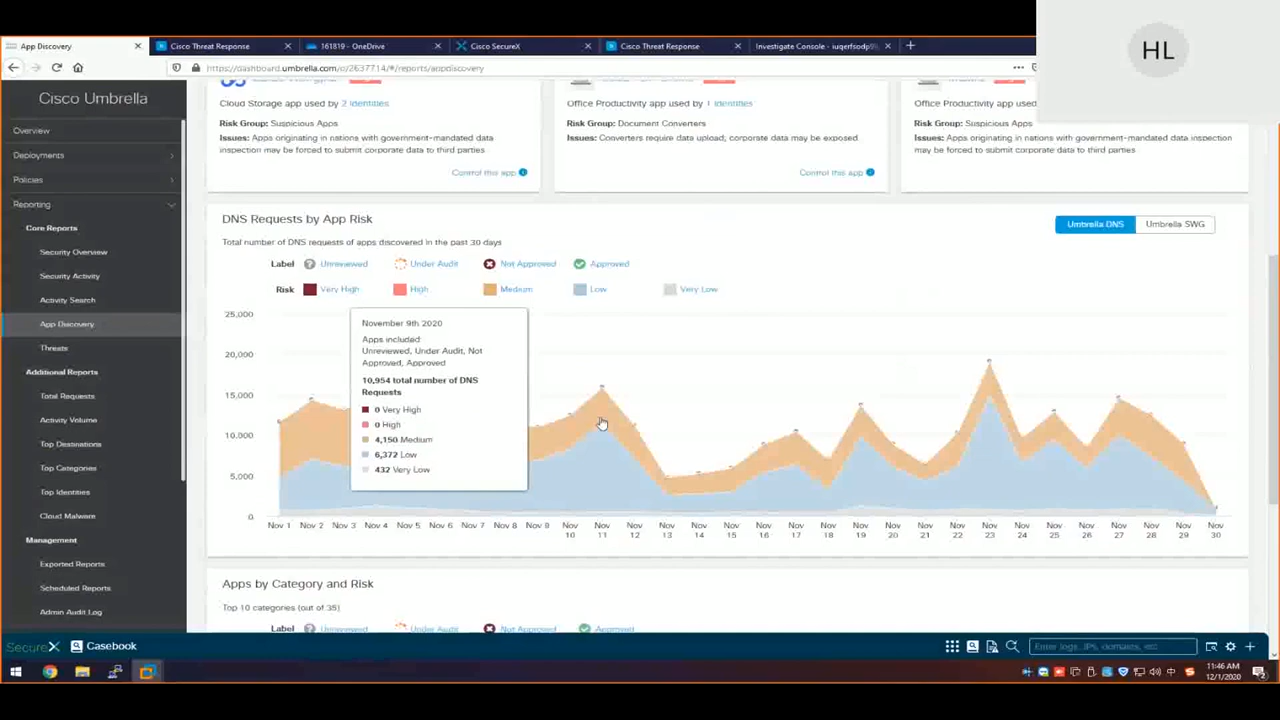 App Discovery
Cisco Threat Response
161819 - OneDrive
Cisco SecureX
Cisco Threat Response
Investigate Console - iuqerfsodp9
HL
https://dashboard.umbrella.com/o/2637714/#/reports/appdiscovery
Cisco Umbrella
Overview
Deployments
Policies
Reporting
Core Reports
Security Overview
Security Activity
Activity Search
App Discovery
Threats
Additional Reports
Total Requests
Activity Volume
Top Destinations
Top Categories
Top Identities
Cloud Malware
Management
Exported Reports
Scheduled Reports
Admin Audit Log
Cloud Storage app used by 2 Identities
Risk Group: Suspicious Apps
Issues: Apps originating in nations with government-mandated data
inspection may be forced to submit corporate data to third parties
Control this app
Office Productivity app used by 1 Identities
Risk Group: Document Converters
Issues: Converters require data upload; corporate data may be exposed
Control this app
Office Productivity app used
Risk Group: Suspicious Apps
Issues: Apps originating in nations with government-mandated data inspection
may be forced to submit corporate data to third parties
DNS Requests by App Risk
Umbrella DNS
Umbrella SWG
Total number of DNS requests of apps discovered in the past 30 days
Label Unreviewed Under Audit Not Approved Approved
Risk Very High High Medium Low Very Low
25,000
20,000
15,000
10,000
5,000
0
November 9th 2020
Apps included
Unreviewed, Under Audit, Not
Approved, Approved
10,954 total number of DNS
Requests
0 Very High
0 High
4,150 Medium
6,372 Low
432 Very Low
Nov 1 Nov 2 Nov 3 Nov 4 Nov 5 Nov 6 Nov 7 Nov 8 Nov 9 Nov 10 Nov 11 Nov 12 Nov 13 Nov 14 Nov 15 Nov 16 Nov 17 Nov 18 Nov 19 Nov 20 Nov 21 Nov 22 Nov 23 Nov 24 Nov 25 Nov 26 Nov 27 Nov 28 Nov 29 Nov 30
Apps by Category and Risk
Top 10 categories (out of 35)
Label Unreviewed Under Audit Not Approved Approved
SecureX
Casebook
Enter logs, IPs, domains, etc
中
11:46 AM
12/1/2020